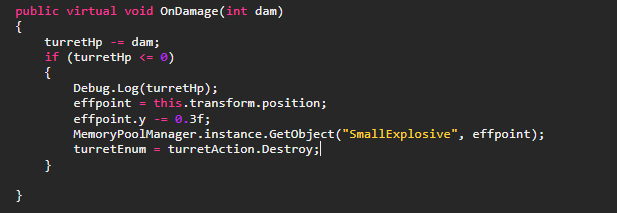 public virtual void OnDamage(int dam)
{
turretHp -= dam;
if (turretHp <= 0)
{
Debug.Log(turretHp);
effpoint = this.transform.position;
effpoint.y -= 0.3f;
MemoryPoolManager.instance.GetObject("SmallExplosive", effpoint);
turretEnum = turretAction.Destroy;
}
}